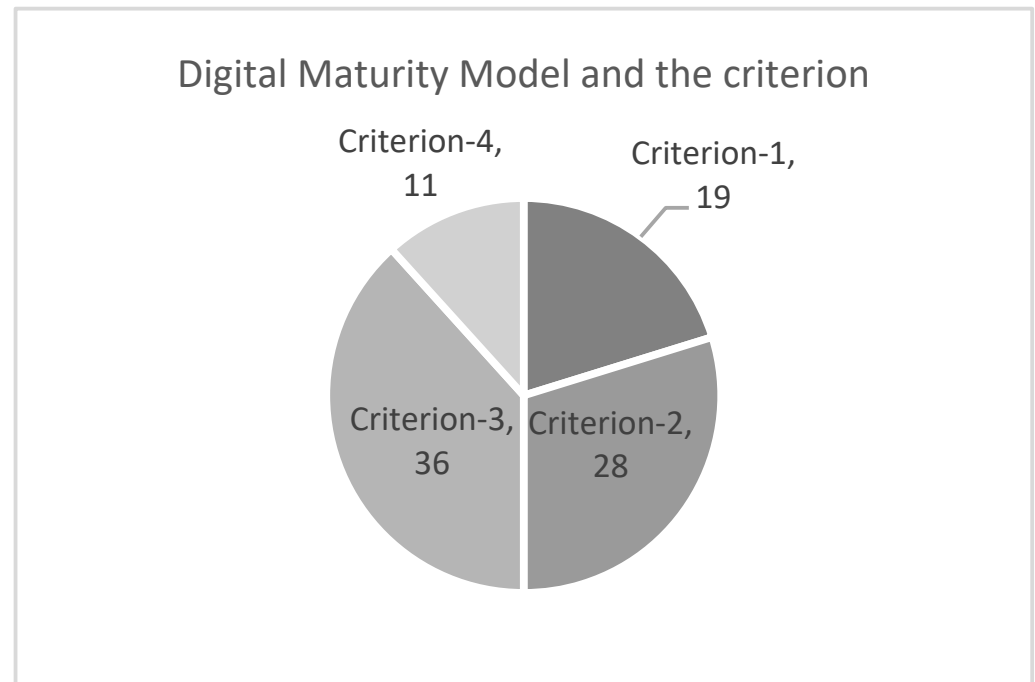 Digital Maturity Model and the criterion
Criterion-4,
11
Criterion-1,
19
Criterion-3,
36
Criterion-2,
28